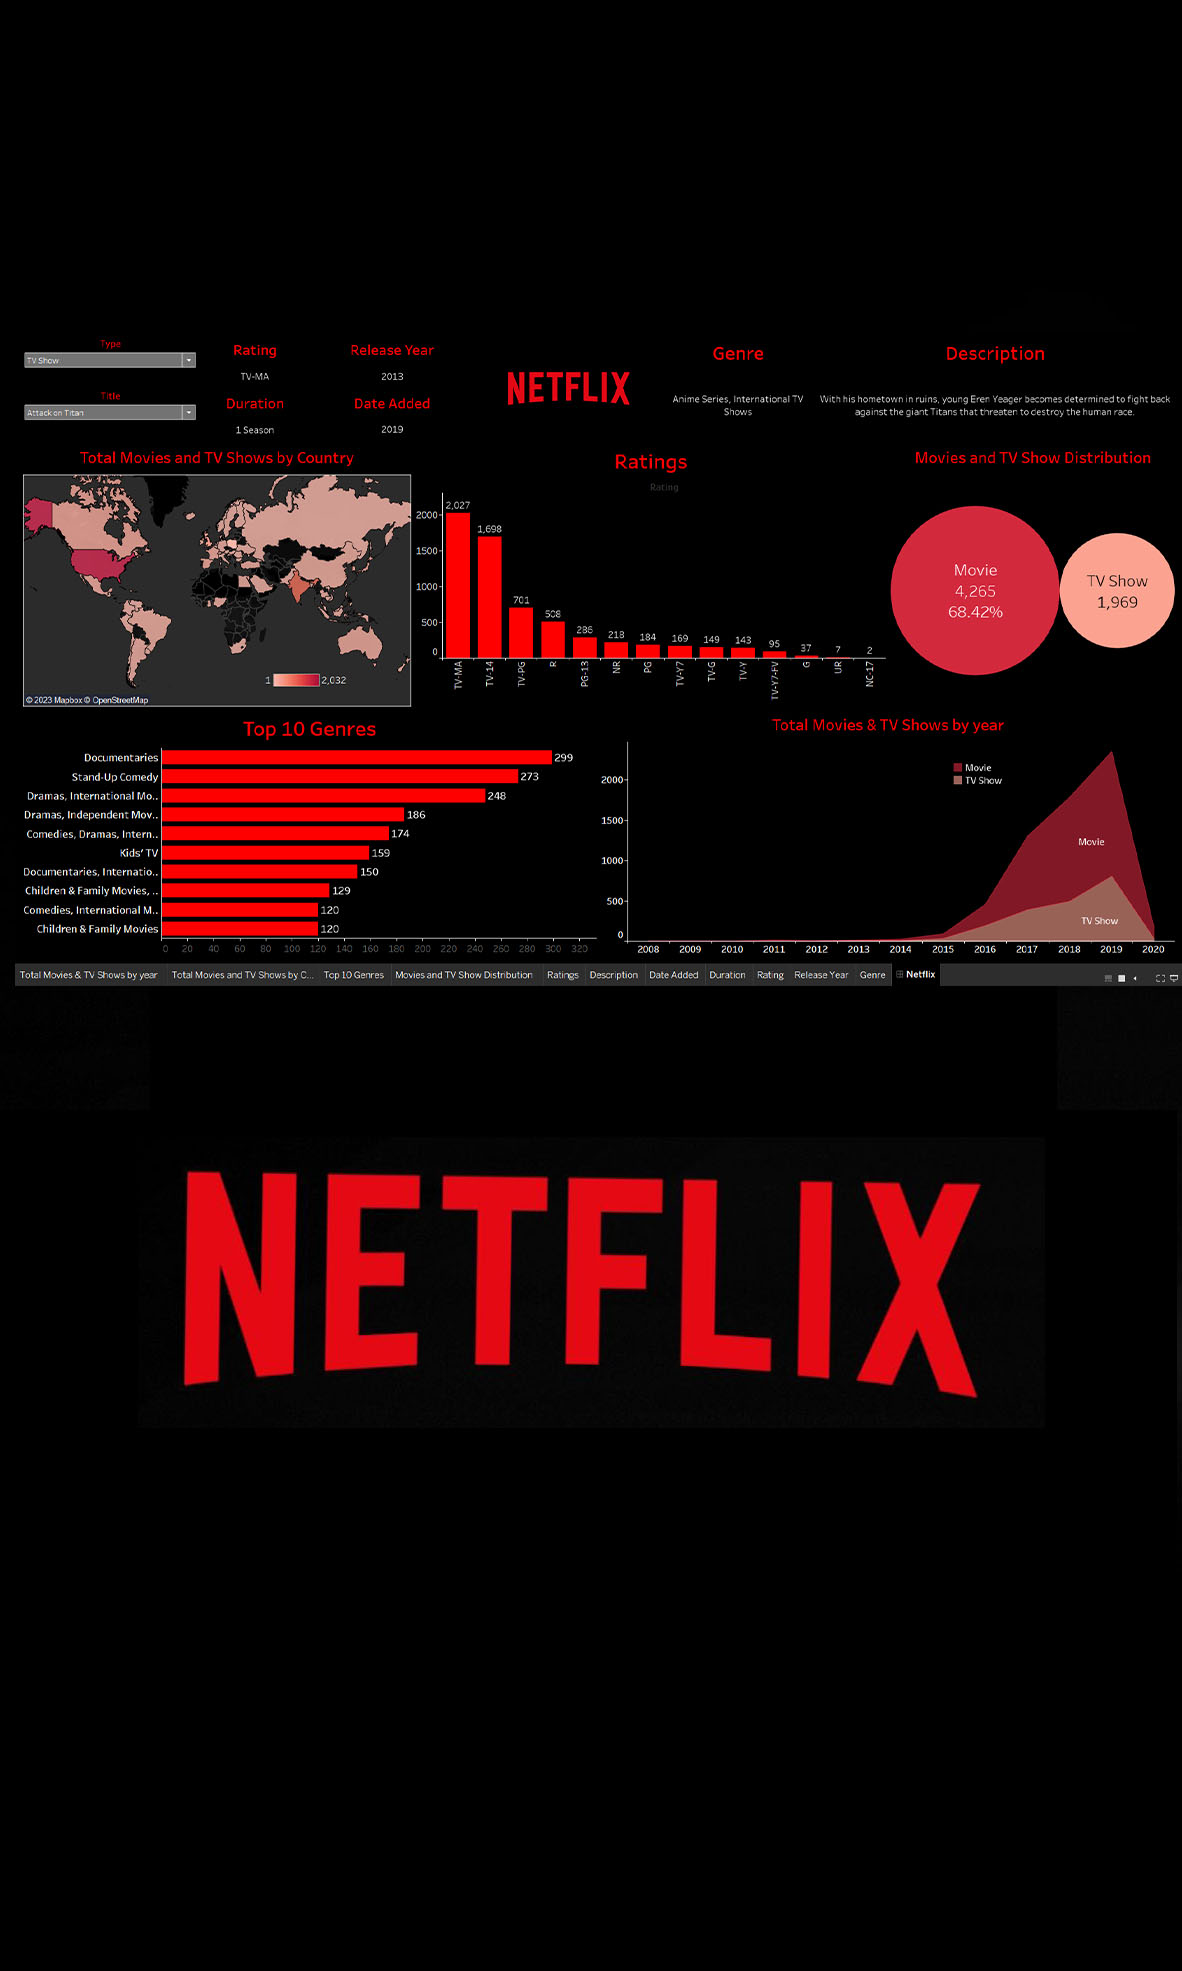 Type
TV Show
Title
Attack on Titan
Rating
TV-MA
Duration
1 Season
Release Year
2013
Date Added
2019
NETFLIX
Genre
Anime Series, International TV
Shows
Description
With his hometown in ruins, young Eren Yeager becomes determined to fight back
against the giant Titans that threaten to destroy the human race.
Total Movies and TV Shows by Country
1 2,032
© 2023 Mapbox © OpenStreetMap
Ratings
Rating
2000
1500
1000
500
0
2,027
1,698
701
508
286
218
184
169
149
143
95
37
7
2
TV-MA
TV-14
TV-PG
R
PG-13
NR
PG
TV-Y7
TV-G
TV-Y
TV-Y7-FV
G
UR
NC-17
Movies and TV Show Distribution
Movie
4,265
68.42%
TV Show
1,969
Top 10 Genres
Documentaries 299
Stand-Up Comedy 273
Dramas, International Mo.. 248
Dramas, Independent Mov.. 186
Comedies, Dramas, Intern.. 174
Kids' TV 159
Documentaries, Internatio.. 150
Children & Family Movies, .. 129
Comedies, International M.. 120
Children & Family Movies 120
0 20 40 60 80 100 120 140 160 180 200 220 240 260 280 300 320
Total Movies & TV Shows by year
Movie
TV Show
2000
1500
1000
500
0
Movie
TV Show
2008 2009 2010 2011 2012 2013 2014 2015 2016 2017 2018 2019 2020
Total Movies & TV Shows by year Total Movies and TV Shows by C... Top 10 Genres Movies and TV Show Distribution Ratings Description Date Added Duration Rating Release Year Genre Netflix
NETFLIX